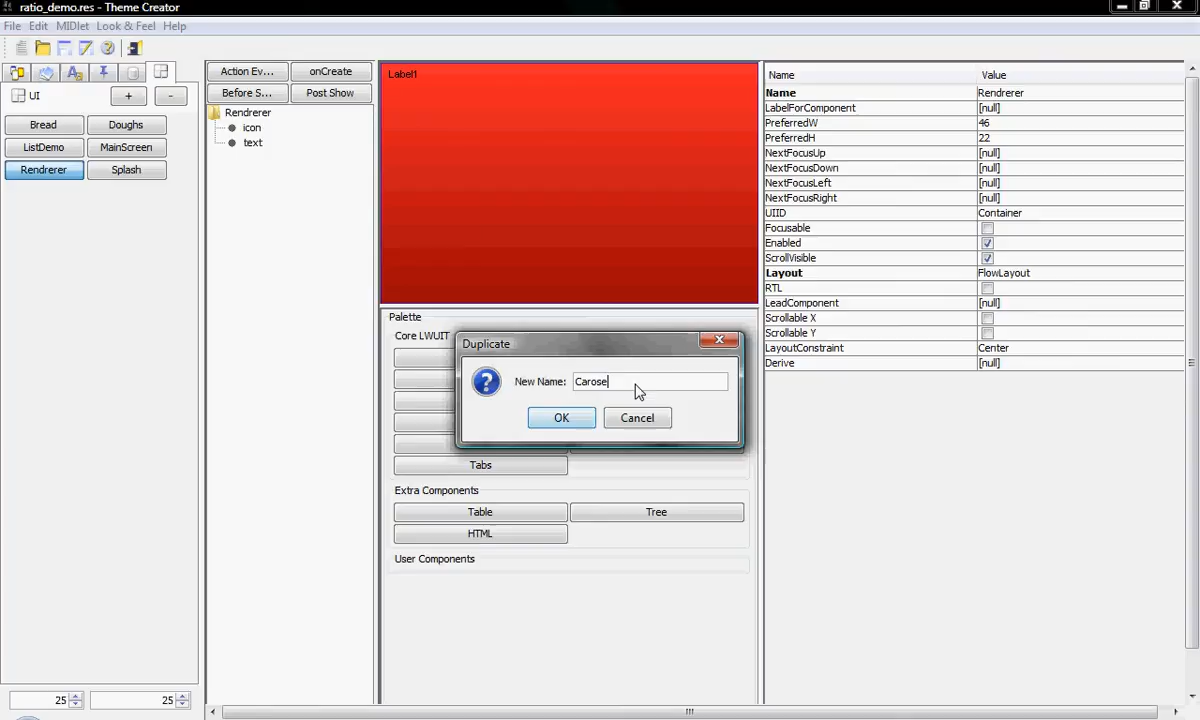 ratio_demo.res - Theme Creator
File Edit MIDlet Look & Feel Help
UI + -
Bread Doughs
ListDemo MainScreen
Rendrerer Splash
25 25
Action Ev... onCreate
Before S... Post Show
Rendrerer
icon
text
Label1
Palette
Core LWUIT
Tabs
Extra Components
Table Tree
HTML
User Components
Duplicate
New Name: Carosel
OK Cancel
Name Value
Name Rendrerer
LabelForComponent [null]
PreferredW 46
PreferredH 22
NextFocusUp [null]
NextFocusDown [null]
NextFocusLeft [null]
NextFocusRight [null]
UIID Container
Focusable
Enabled
ScrollVisible
Layout FlowLayout
RTL
LeadComponent [null]
Scrollable X
Scrollable Y
LayoutConstraint Center
Derive [null]